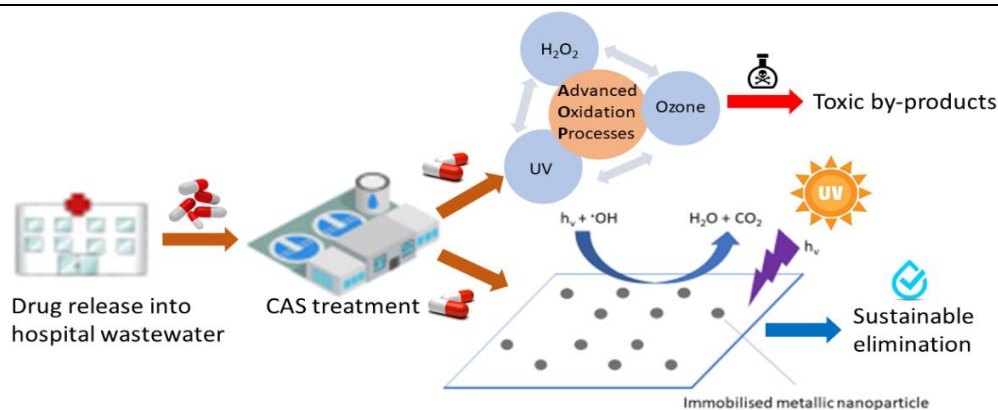 H₂O₂
Advanced
Oxidation
Processes
Ozone
UV
Toxic by-products
Drug release into
hospital wastewater
CAS treatment
hᵥ + ·OH
H₂O + CO₂
UV
hᵥ
Sustainable
elimination
Immobilised metallic nanoparticle